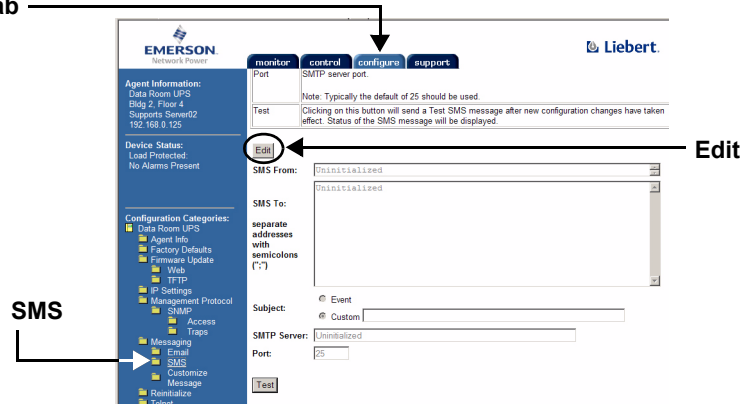 ab
EMERSON.
Network Power
Liebert.
monitor control configure support
Agent Information:
Data Room UPS
Bldg 2, Floor 4
Supports Server02
192.168.0.125
Device Status:
Load Protected:
No Alarms Present
Configuration Categories:
Data Room UPS
Agent Info
Factory Defaults
Firmware Update
Web
TFTP
IP Settings
Management Protocol
SNMP
Access
Traps
Messaging
Email
SMS
Customize
Message
Reinitialize
Telnet
Port SMTP server port.
Note: Typically the default of 25 should be used.
Test Clicking on this button will send a Test SMS message after new configuration changes have taken
effect. Status of the SMS message will be displayed.
Edit
SMS From: Uninitialized
SMS To: Uninitialized
separate
addresses
with
semicolons
(";")
Subject: Event
Custom
SMTP Server: Uninitialized
Port: 25
Test
Edit
SMS